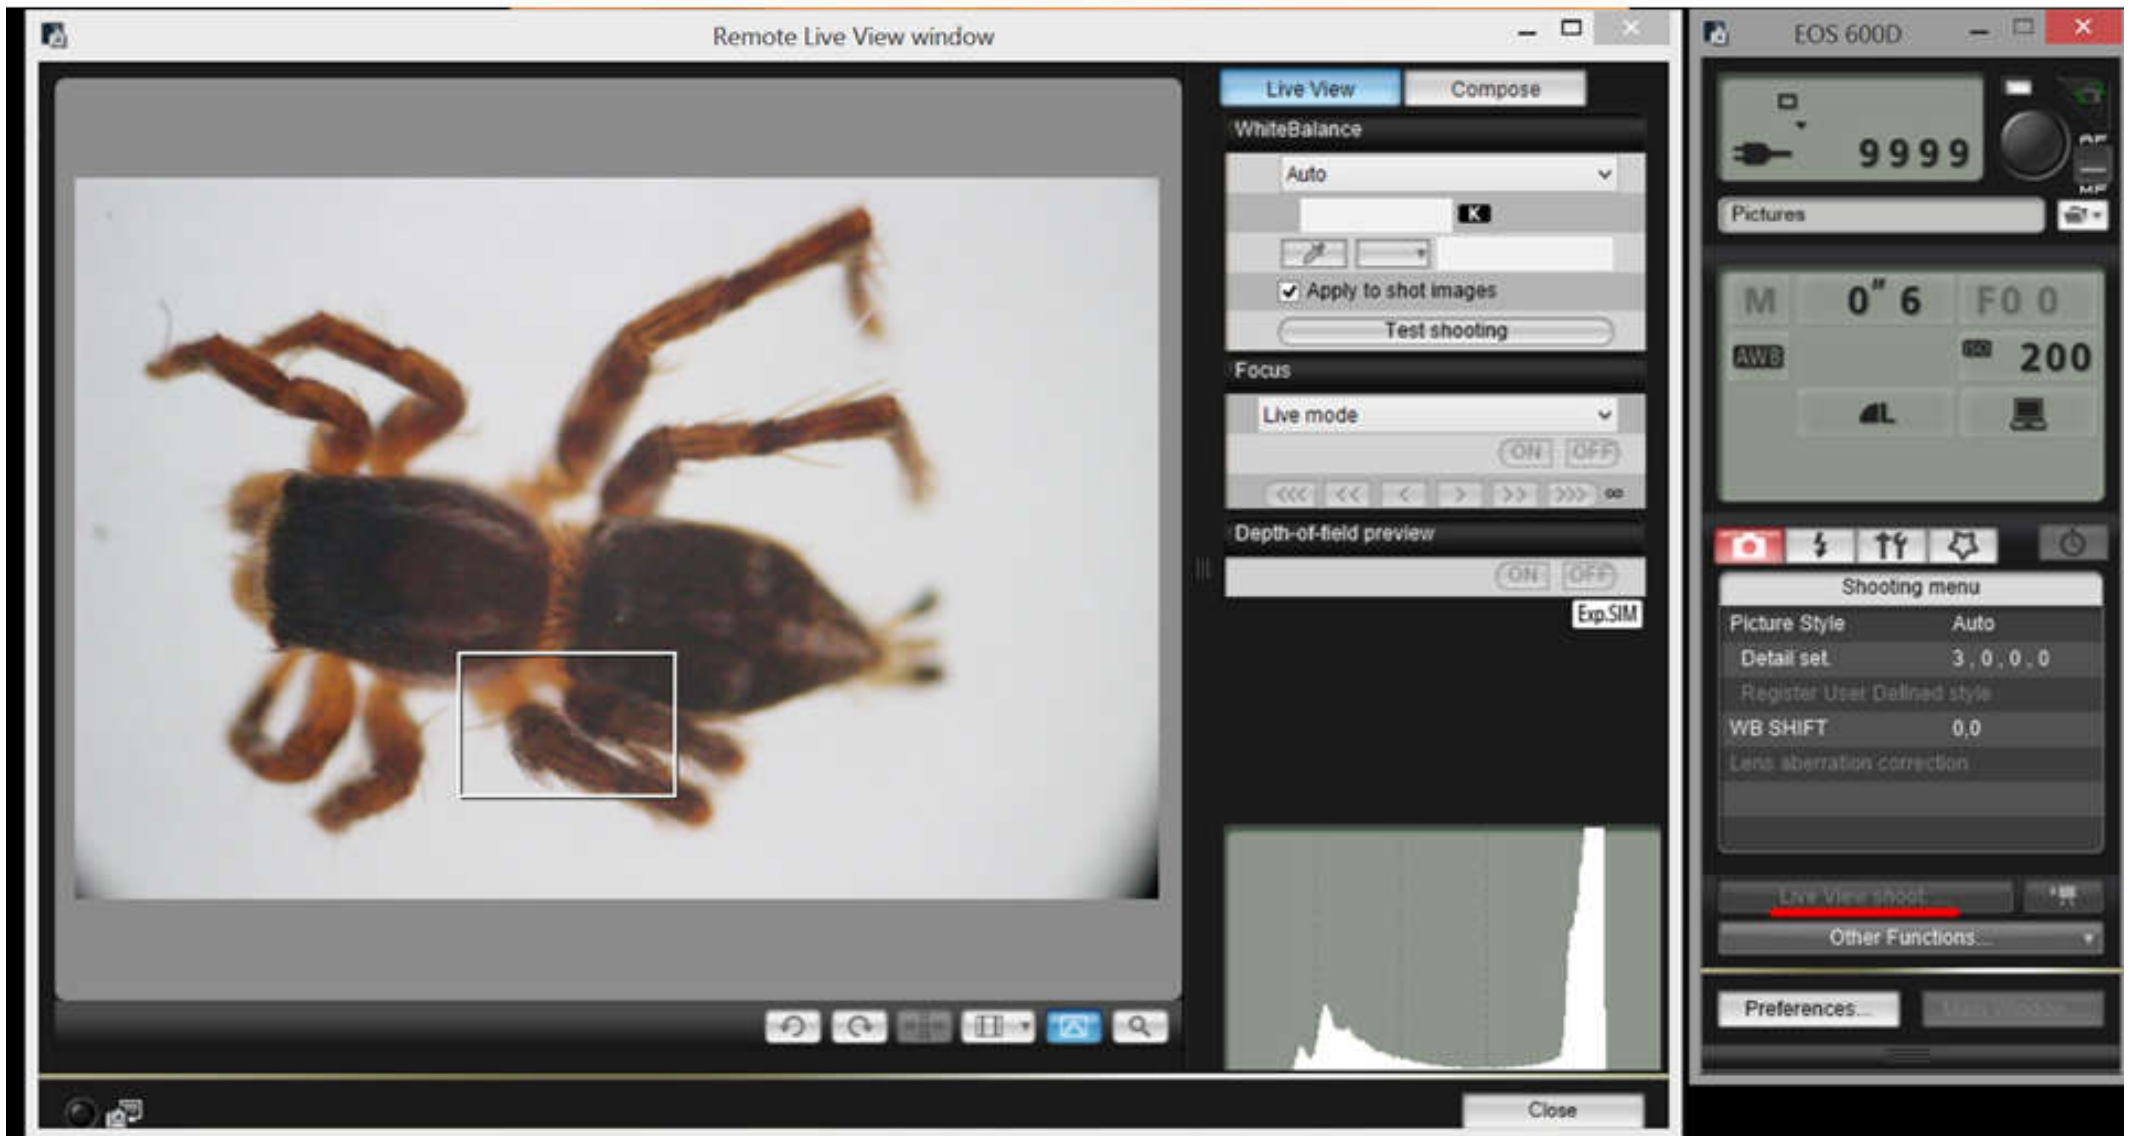 Remote Live View window
Live View
Compose
WhiteBalance
Auto
K
Apply to shot images
Test shooting
Focus
Live mode
ON OFF
<<< << < > >> >>> ∞
Depth-of-field preview
ON OFF
Exp.SIM
Close
EOS 600D
9999
Pictures
M 0"6 F00
AWB ISO 200
L
Shooting menu
Picture Style Auto
Detail set. 3,0,0,0
Register User Defined style
WB SHIFT 0,0
Lens aberration correction
Live View shoot. ...
Other Functions...
Preferences...